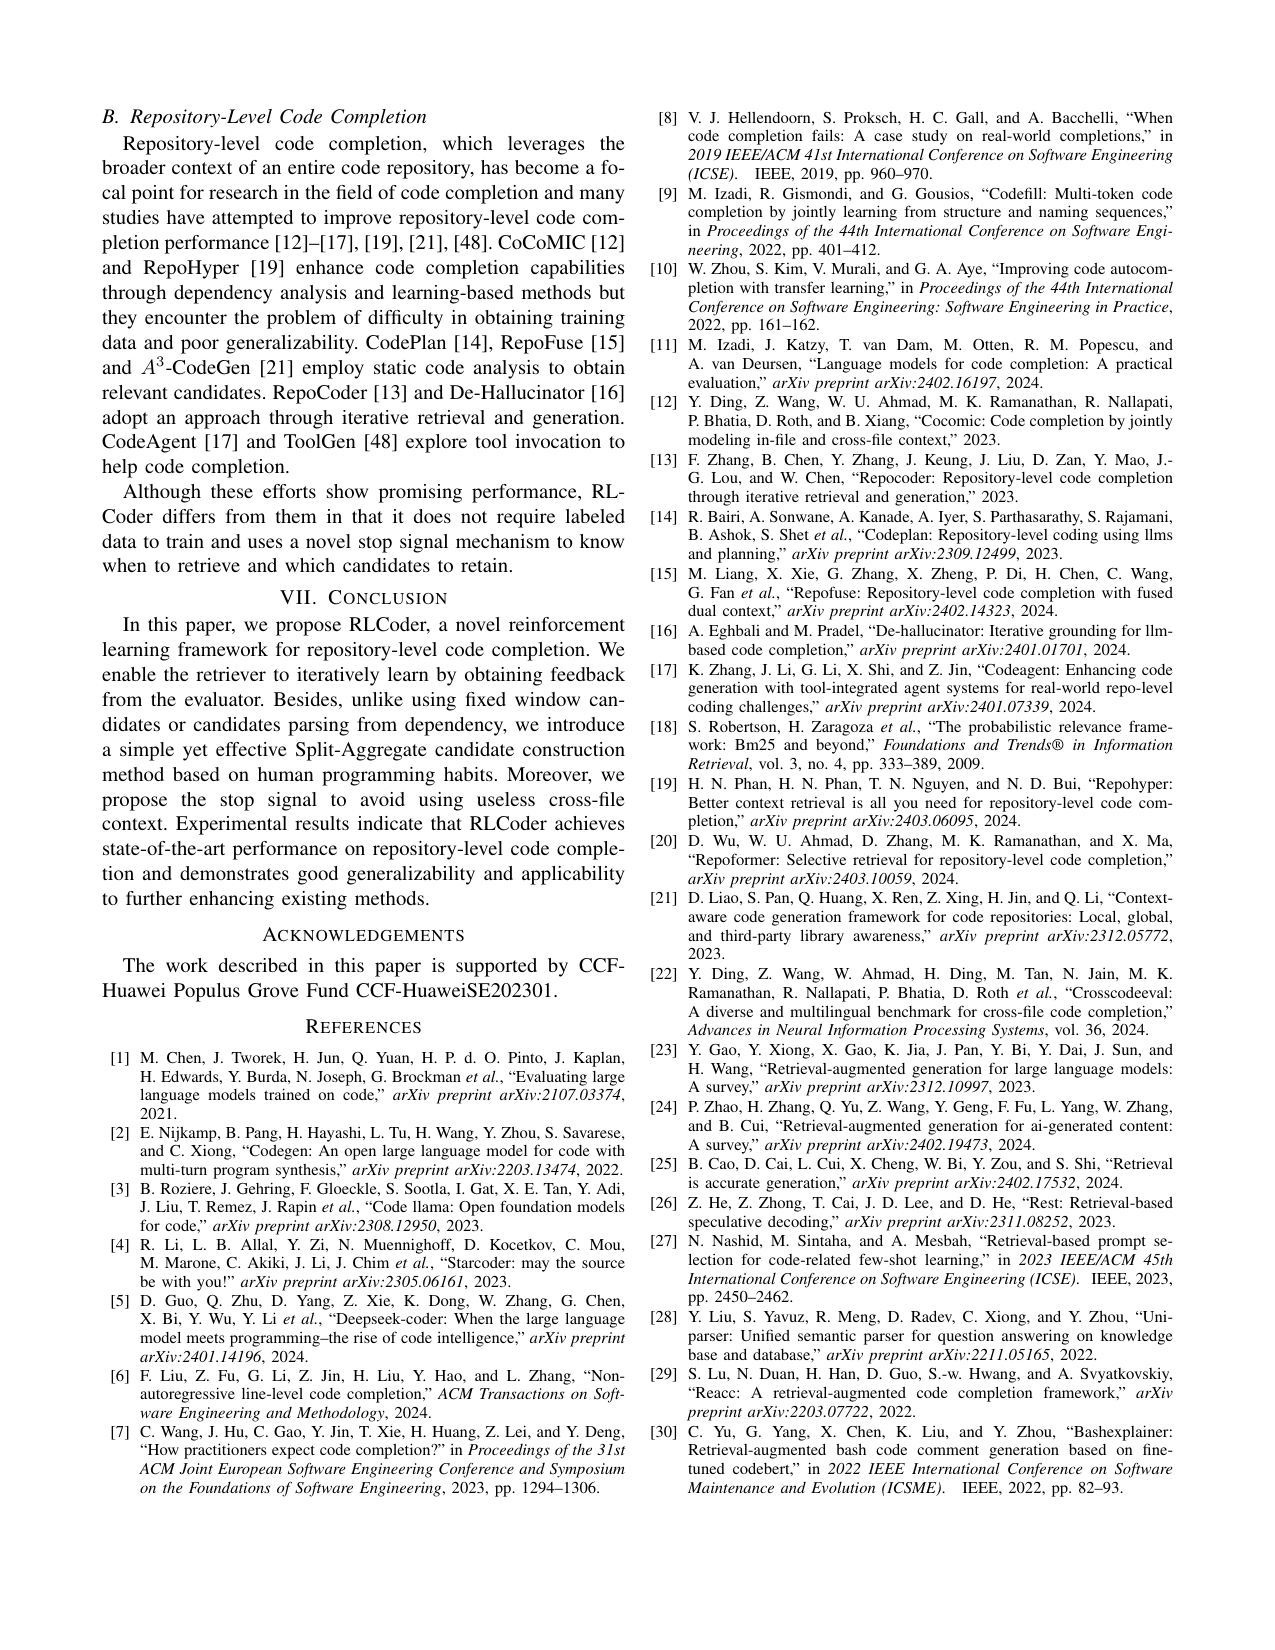 B. Repository-Level Code Completion
Repository-level code completion, which leverages the
broader context of an entire code repository, has become a fo-
cal point for research in the field of code completion and many
studies have attempted to improve repository-level code com-
pletion performance [12]–[17], [19], [21], [48]. CoCoMIC [12]
and RepoHyper [19] enhance code completion capabilities
through dependency analysis and learning-based methods but
they encounter the problem of difficulty in obtaining training
data and poor generalizability. CodePlan [14], RepoFuse [15]
and A³-CodeGen [21] employ static code analysis to obtain
relevant candidates. RepoCoder [13] and De-Hallucinator [16]
adopt an approach through iterative retrieval and generation.
CodeAgent [17] and ToolGen [48] explore tool invocation to
help code completion.
Although these efforts show promising performance, RL-
Coder differs from them in that it does not require labeled
data to train and uses a novel stop signal mechanism to know
when to retrieve and which candidates to retain.
VII. CONCLUSION
In this paper, we propose RLCoder, a novel reinforcement
learning framework for repository-level code completion. We
enable the retriever to iteratively learn by obtaining feedback
from the evaluator. Besides, unlike using fixed window can-
didates or candidates parsing from dependency, we introduce
a simple yet effective Split-Aggregate candidate construction
method based on human programming habits. Moreover, we
propose the stop signal to avoid using useless cross-file
context. Experimental results indicate that RLCoder achieves
state-of-the-art performance on repository-level code comple-
tion and demonstrates good generalizability and applicability
to further enhancing existing methods.
ACKNOWLEDGEMENTS
The work described in this paper is supported by CCF-
Huawei Populus Grove Fund CCF-HuaweiSE202301.
REFERENCES
[1] M. Chen, J. Tworek, H. Jun, Q. Yuan, H. P. d. O. Pinto, J. Kaplan,
H. Edwards, Y. Burda, N. Joseph, G. Brockman et al., “Evaluating large
language models trained on code,” arXiv preprint arXiv:2107.03374,
2021.
[2] E. Nijkamp, B. Pang, H. Hayashi, L. Tu, H. Wang, Y. Zhou, S. Savarese,
and C. Xiong, “Codegen: An open large language model for code with
multi-turn program synthesis,” arXiv preprint arXiv:2203.13474, 2022.
[3] B. Roziere, J. Gehring, F. Gloeckle, S. Sootla, I. Gat, X. E. Tan, Y. Adi,
J. Liu, T. Remez, J. Rapin et al., “Code llama: Open foundation models
for code,” arXiv preprint arXiv:2308.12950, 2023.
[4] R. Li, L. B. Allal, Y. Zi, N. Muennighoff, D. Kocetkov, C. Mou,
M. Marone, C. Akiki, J. Li, J. Chim et al., “Starcoder: may the source
be with you!” arXiv preprint arXiv:2305.06161, 2023.
[5] D. Guo, Q. Zhu, D. Yang, Z. Xie, K. Dong, W. Zhang, G. Chen,
X. Bi, Y. Wu, Y. Li et al., “Deepseek-coder: When the large language
model meets programming–the rise of code intelligence,” arXiv preprint
arXiv:2401.14196, 2024.
[6] F. Liu, Z. Fu, G. Li, Z. Jin, H. Liu, Y. Hao, and L. Zhang, “Non-
autoregressive line-level code completion,” ACM Transactions on Soft-
ware Engineering and Methodology, 2024.
[7] C. Wang, J. Hu, C. Gao, Y. Jin, T. Xie, H. Huang, Z. Lei, and Y. Deng,
“How practitioners expect code completion?” in Proceedings of the 31st
ACM Joint European Software Engineering Conference and Symposium
on the Foundations of Software Engineering, 2023, pp. 1294–1306.
[8] V. J. Hellendoorn, S. Proksch, H. C. Gall, and A. Bacchelli, “When
code completion fails: A case study on real-world completions,” in
2019 IEEE/ACM 41st International Conference on Software Engineering
(ICSE). IEEE, 2019, pp. 960–970.
[9] M. Izadi, R. Gismondi, and G. Gousios, “Codefill: Multi-token code
completion by jointly learning from structure and naming sequences,”
in Proceedings of the 44th International Conference on Software Engi-
neering, 2022, pp. 401–412.
[10] W. Zhou, S. Kim, V. Murali, and G. A. Aye, “Improving code autocom-
pletion with transfer learning,” in Proceedings of the 44th International
Conference on Software Engineering: Software Engineering in Practice,
2022, pp. 161–162.
[11] M. Izadi, J. Katzy, T. van Dam, M. Otten, R. M. Popescu, and
A. van Deursen, “Language models for code completion: A practical
evaluation,” arXiv preprint arXiv:2402.16197, 2024.
[12] Y. Ding, Z. Wang, W. U. Ahmad, M. K. Ramanathan, R. Nallapati,
P. Bhatia, D. Roth, and B. Xiang, “Cocomic: Code completion by jointly
modeling in-file and cross-file context,” 2023.
[13] F. Zhang, B. Chen, Y. Zhang, J. Keung, J. Liu, D. Zan, Y. Mao, J.-
G. Lou, and W. Chen, “Repocoder: Repository-level code completion
through iterative retrieval and generation,” 2023.
[14] R. Bairi, A. Sonwane, A. Kanade, A. Iyer, S. Parthasarathy, S. Rajamani,
B. Ashok, S. Shet et al., “Codeplan: Repository-level coding using llms
and planning,” arXiv preprint arXiv:2309.12499, 2023.
[15] M. Liang, X. Xie, G. Zhang, X. Zheng, P. Di, H. Chen, C. Wang,
G. Fan et al., “Repofuse: Repository-level code completion with fused
dual context,” arXiv preprint arXiv:2402.14323, 2024.
[16] A. Eghbali and M. Pradel, “De-hallucinator: Iterative grounding for llm-
based code completion,” arXiv preprint arXiv:2401.01701, 2024.
[17] K. Zhang, J. Li, G. Li, X. Shi, and Z. Jin, “Codeagent: Enhancing code
generation with tool-integrated agent systems for real-world repo-level
coding challenges,” arXiv preprint arXiv:2401.07339, 2024.
[18] S. Robertson, H. Zaragoza et al., “The probabilistic relevance frame-
work: Bm25 and beyond,” Foundations and Trends® in Information
Retrieval, vol. 3, no. 4, pp. 333–389, 2009.
[19] H. N. Phan, H. N. Phan, T. N. Nguyen, and N. D. Bui, “Repohyper:
Better context retrieval is all you need for repository-level code com-
pletion,” arXiv preprint arXiv:2403.06095, 2024.
[20] D. Wu, W. U. Ahmad, D. Zhang, M. K. Ramanathan, and X. Ma,
“Repoformer: Selective retrieval for repository-level code completion,”
arXiv preprint arXiv:2403.10059, 2024.
[21] D. Liao, S. Pan, Q. Huang, X. Ren, Z. Xing, H. Jin, and Q. Li, “Context-
aware code generation framework for code repositories: Local, global,
and third-party library awareness,” arXiv preprint arXiv:2312.05772,
2023.
[22] Y. Ding, Z. Wang, W. Ahmad, H. Ding, M. Tan, N. Jain, M. K.
Ramanathan, R. Nallapati, P. Bhatia, D. Roth et al., “Crosscodeeval:
A diverse and multilingual benchmark for cross-file code completion,”
Advances in Neural Information Processing Systems, vol. 36, 2024.
[23] Y. Gao, Y. Xiong, X. Gao, K. Jia, J. Pan, Y. Bi, Y. Dai, J. Sun, and
H. Wang, “Retrieval-augmented generation for large language models:
A survey,” arXiv preprint arXiv:2312.10997, 2023.
[24] P. Zhao, H. Zhang, Q. Yu, Z. Wang, Y. Geng, F. Fu, L. Yang, W. Zhang,
and B. Cui, “Retrieval-augmented generation for ai-generated content:
A survey,” arXiv preprint arXiv:2402.19473, 2024.
[25] B. Cao, D. Cai, L. Cui, X. Cheng, W. Bi, Y. Zou, and S. Shi, “Retrieval
is accurate generation,” arXiv preprint arXiv:2402.17532, 2024.
[26] Z. He, Z. Zhong, T. Cai, J. D. Lee, and D. He, “Rest: Retrieval-based
speculative decoding,” arXiv preprint arXiv:2311.08252, 2023.
[27] N. Nashid, M. Sintaha, and A. Mesbah, “Retrieval-based prompt se-
lection for code-related few-shot learning,” in 2023 IEEE/ACM 45th
International Conference on Software Engineering (ICSE). IEEE, 2023,
pp. 2450–2462.
[28] Y. Liu, S. Yavuz, R. Meng, D. Radev, C. Xiong, and Y. Zhou, “Uni-
parser: Unified semantic parser for question answering on knowledge
base and database,” arXiv preprint arXiv:2211.05165, 2022.
[29] S. Lu, N. Duan, H. Han, D. Guo, S.-w. Hwang, and A. Svyatkovskiy,
“Reacc: A retrieval-augmented code completion framework,” arXiv
preprint arXiv:2203.07722, 2022.
[30] C. Yu, G. Yang, X. Chen, K. Liu, and Y. Zhou, “Bashexplainer:
Retrieval-augmented bash code comment generation based on fine-
tuned codebert,” in 2022 IEEE International Conference on Software
Maintenance and Evolution (ICSME). IEEE, 2022, pp. 82–93.